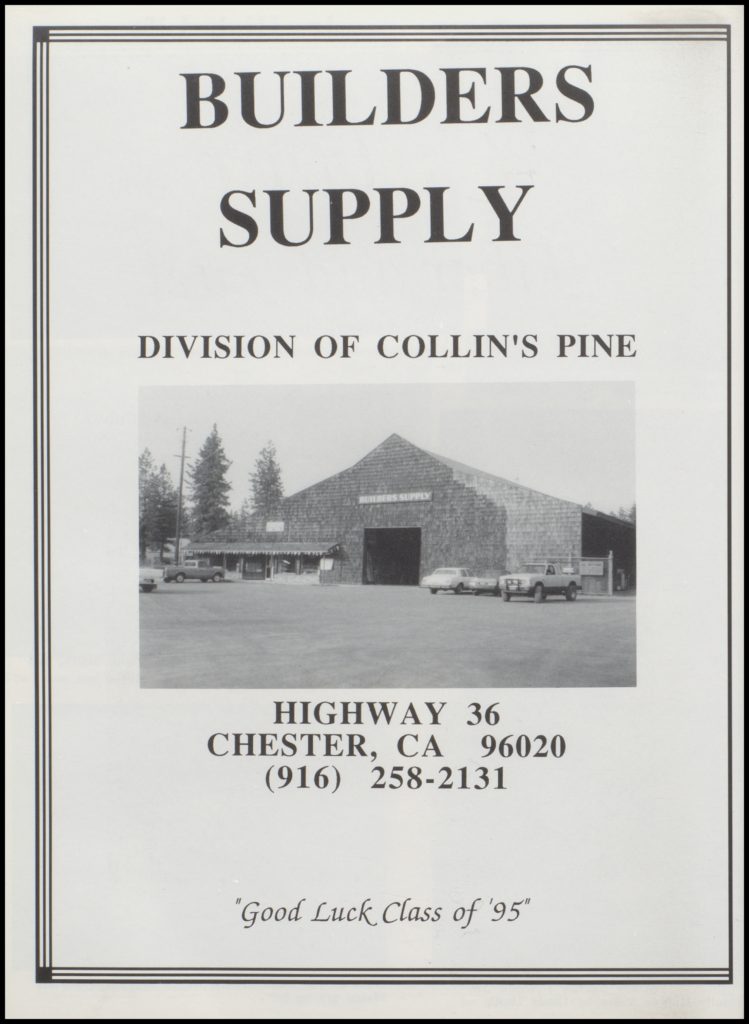 BUILDERS
SUPPLY
DIVISION OF COLLIN'S PINE
BUILDERS SUPPLY
HIGHWAY 36
CHESTER, CA 96020
(916) 258-2131
"Good Luck Class of '95"